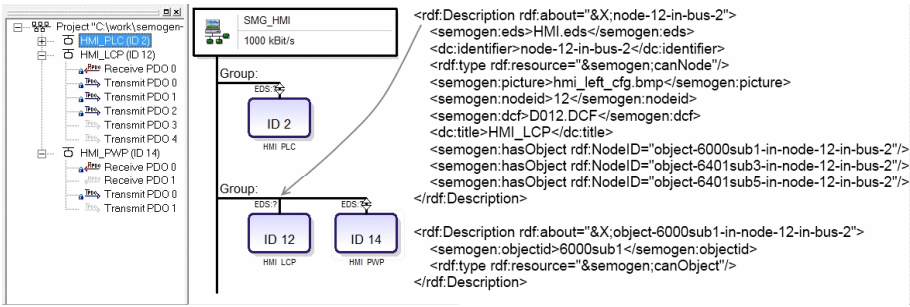 Project "C:\work\semogen-
HMI_PLC (ID 2)
HMI_LCP (ID 12)
Receive PDO 0
Transmit PDO 0
Transmit PDO 1
Transmit PDO 2
Transmit PDO 3
Transmit PDO 4
HMI_PWP (ID 14)
Receive PDO 0
Receive PDO 1
Transmit PDO 0
Transmit PDO 1
SMG_HMI
1000 kBit/s
Group:
EDS:?
ID 2
HMI PLC
Group:
EDS:?
EDS:?
ID 12
ID 14
HMI LCP
HMI PWP
<rdf:Description rdf:about="&X;node-12-in-bus-2">
<semogen:eds>HMI.eds</semogen:eds>
<dc:identifier>node-12-in-bus-2</dc:identifier>
<rdf:type rdf:resource="&semogen;canNode"/>
<semogen:picture>hmi_left_cfg.bmp</semogen:picture>
<semogen:nodeid>12</semogen:nodeid>
<semogen:dcf>D012.DCF</semogen:dcf>
<dc:title>HMI_LCP</dc:title>
<semogen:hasObject rdf:NodeID="object-6000sub1-in-node-12-in-bus-2"/>
<semogen:hasObject rdf:NodeID="object-6401sub3-in-node-12-in-bus-2"/>
<semogen:hasObject rdf:NodeID="object-6401sub5-in-node-12-in-bus-2"/>
</rdf:Description>
<rdf:Description rdf:about="&X;object-6000sub1-in-node-12-in-bus-2">
<semogen:objectid>6000sub1</semogen:objectid>
<rdf:type rdf:resource="&semogen;canObject"/>
</rdf:Description>